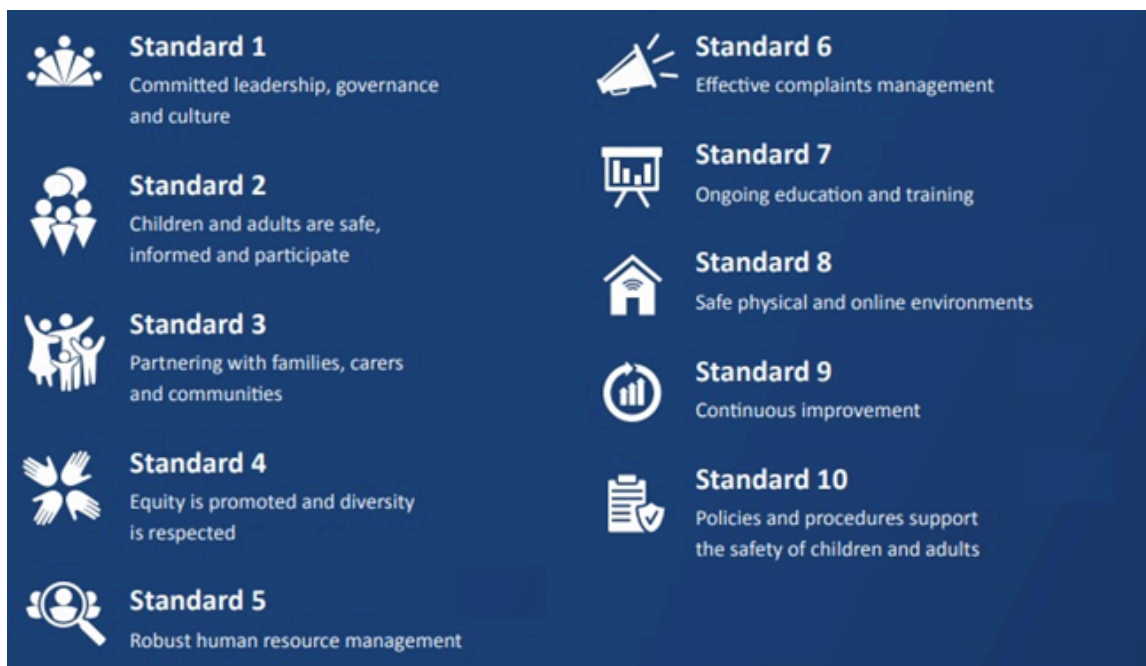 Standard 1
Committed leadership, governance
and culture
Standard 2
Children and adults are safe,
informed and participate
Standard 3
Partnering with families, carers
and communities
Standard 4
Equity is promoted and diversity
is respected
Standard 5
Robust human resource management
Standard 6
Effective complaints management
Standard 7
Ongoing education and training
Standard 8
Safe physical and online environments
Standard 9
Continuous improvement
Standard 10
Policies and procedures support
the safety of children and adults